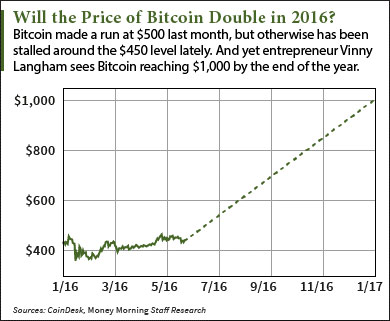 Will the Price of Bitcoin Double in 2016?
Bitcoin made a run at $500 last month, but otherwise has been
stalled around the $450 level lately. And yet entrepreneur Vinny
Langham sees Bitcoin reaching $1,000 by the end of the year.
$1,000
$800
$600
$400
1/16 3/16 5/16 7/16 9/16 11/16 1/17
Sources: CoinDesk, Money Morning Staff Research